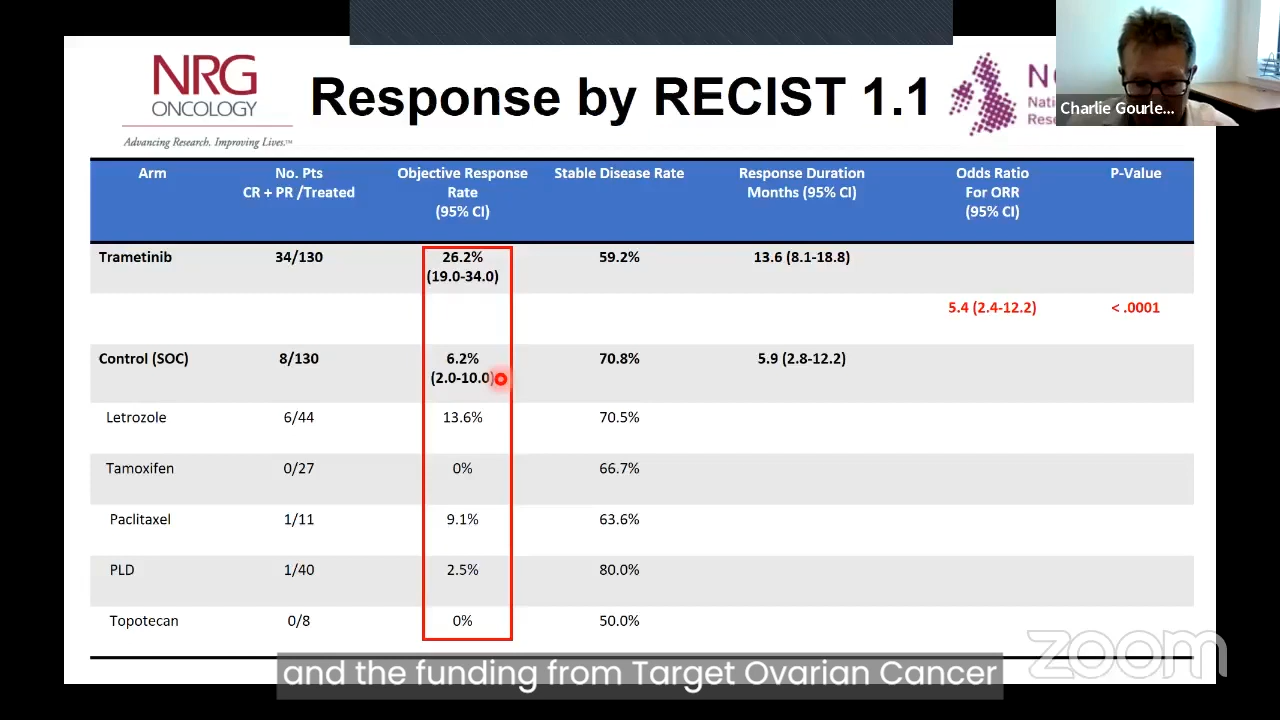 NRG
ONCOLOGY
Advancing Research. Improving Lives.™
Response by RECIST 1.1
Charlie Gourle...
Arm
No. Pts
CR + PR /Treated
Objective Response
Rate
(95% CI)
Stable Disease Rate
Response Duration
Months (95% CI)
Odds Ratio
For ORR
(95% CI)
P-Value
Trametinib 34/130 26.2% 59.2% 13.6 (8.1-18.8)
(19.0-34.0)
5.4 (2.4-12.2) < .0001
Control (SOC) 8/130 6.2% 70.8% 5.9 (2.8-12.2)
(2.0-10.0)
Letrozole 6/44 13.6% 70.5%
Tamoxifen 0/27 0% 66.7%
Paclitaxel 1/11 9.1% 63.6%
PLD 1/40 2.5% 80.0%
Topotecan 0/8 0% 50.0%
zoom
and the funding from Target Ovarian Cancer